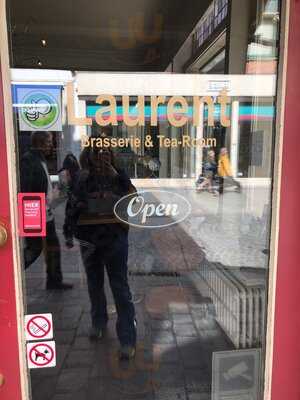 Laurent
Brasserie & Tea-Room
Open
HIER